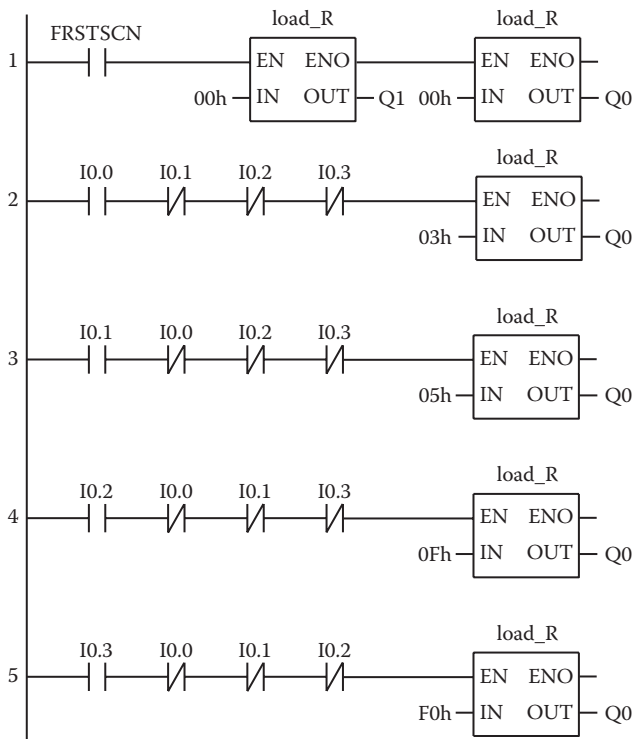 load_R load_R
FRSTSCN
1 EN ENO EN ENO
00h IN OUT Q1 00h IN OUT Q0
load_R
I0.0 I0.1 I0.2 I0.3
2 EN ENO
03h IN OUT Q0
load_R
I0.1 I0.0 I0.2 I0.3
3 EN ENO
05h IN OUT Q0
load_R
I0.2 I0.0 I0.1 I0.3
4 EN ENO
0Fh IN OUT Q0
load_R
I0.3 I0.0 I0.1 I0.2
5 EN ENO
F0h IN OUT Q0